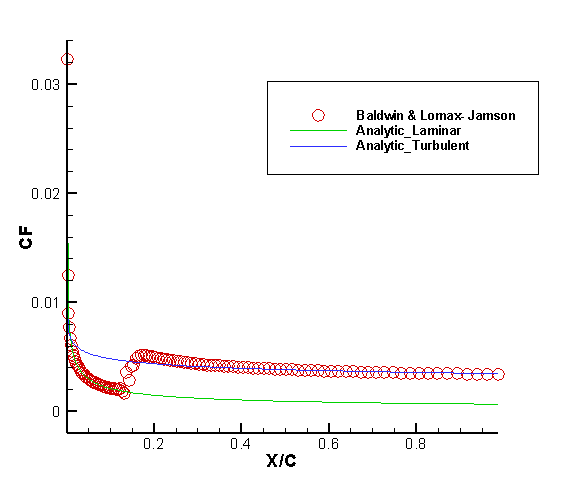 0.03
Baldwin & Lomax- Jamson
Analytic_Laminar
Analytic_Turbulent
0.02
CF
0.01
0
0.2 0.4 0.6 0.8
X/C